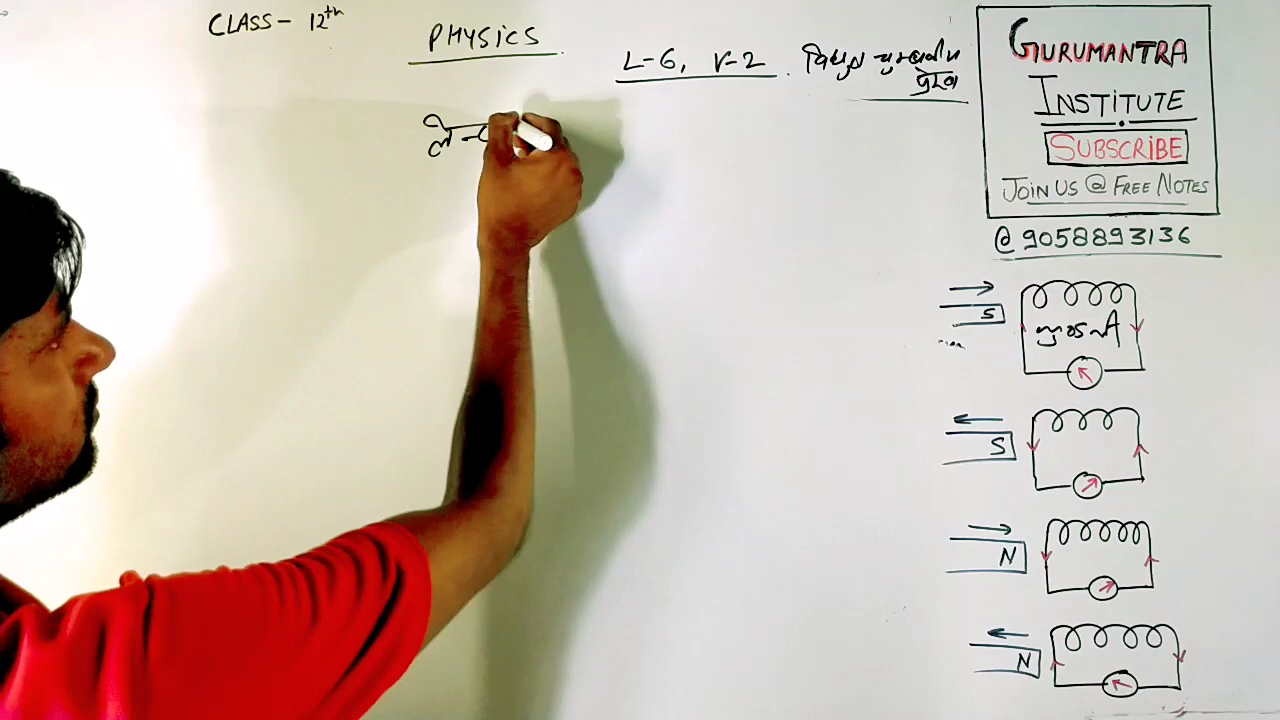 CLASS- 12th
PHYSICS
L-6, V-2. विद्युत चुम्बकीय
प्रेरण
GURUMANTRA
INSTITUTE
SUBSCRIBE
JOIN US @ FREE NOTES
@ 9058893136
S
S
N
N